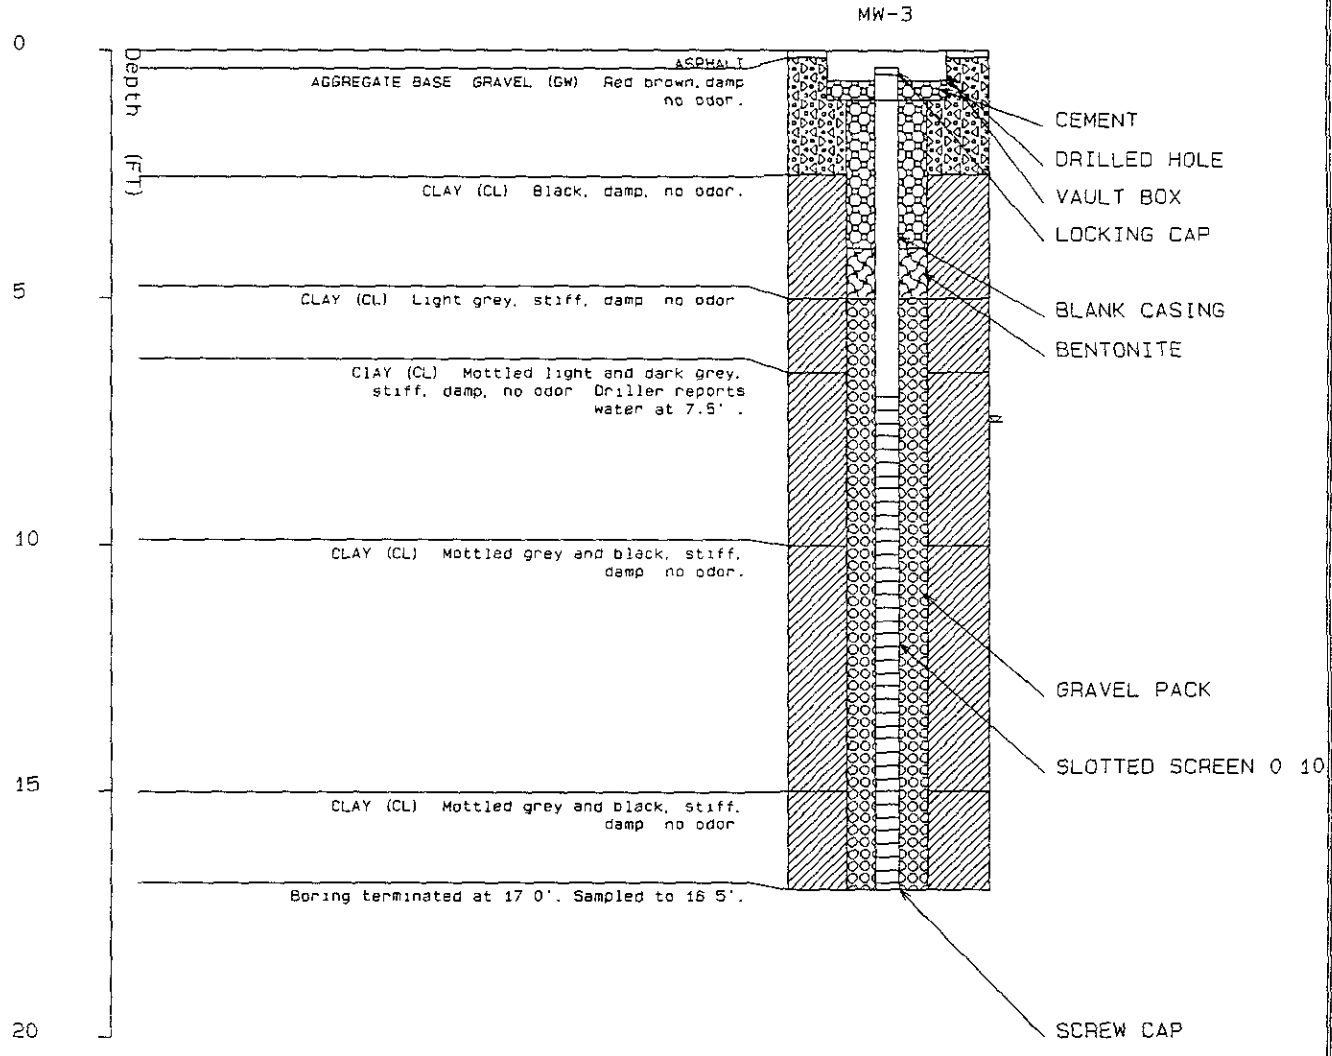 MW-3
0
Depth (FT)
ASPHALT
AGGREGATE BASE GRAVEL (GW) Red brown, damp
no odor.
CEMENT
DRILLED HOLE
CLAY (CL) Black, damp, no odor.
VAULT BOX
LOCKING CAP
5
CLAY (CL) Light grey, stiff, damp no odor
BLANK CASING
BENTONITE
ClAY (CL) Mottled light and dark grey,
stiff, damp, no odor Driller reports
water at 7.5' .
10
CLAY (CL) Mottled grey and black, stiff,
damp no odor.
GRAVEL PACK
SLOTTED SCREEN 0 10
15
CLAY (CL) Mottled grey and black, stiff,
damp no odor
Boring terminated at 17 0'. Sampled to 16 5'.
20
SCREW CAP